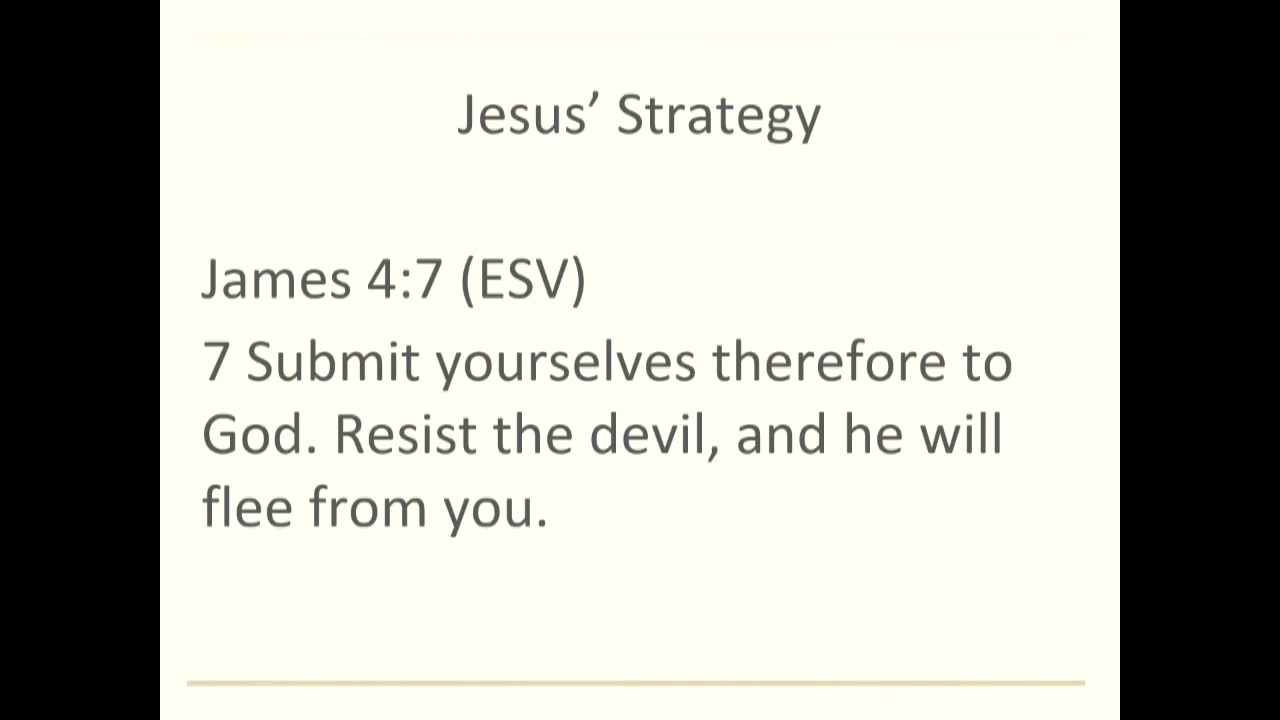 Jesus’ Strategy
James 4:7 (ESV)
7 Submit yourselves therefore to
God. Resist the devil, and he will
flee from you.